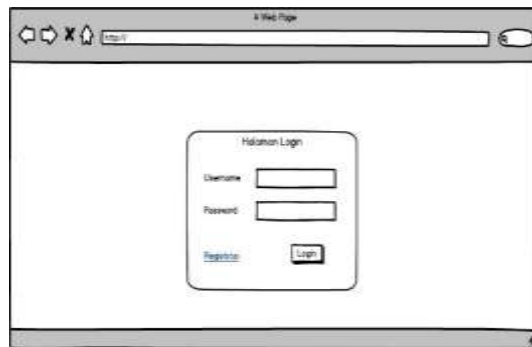 A Web Page
http://
Halaman Login
Username
Password
Registrasi
Login